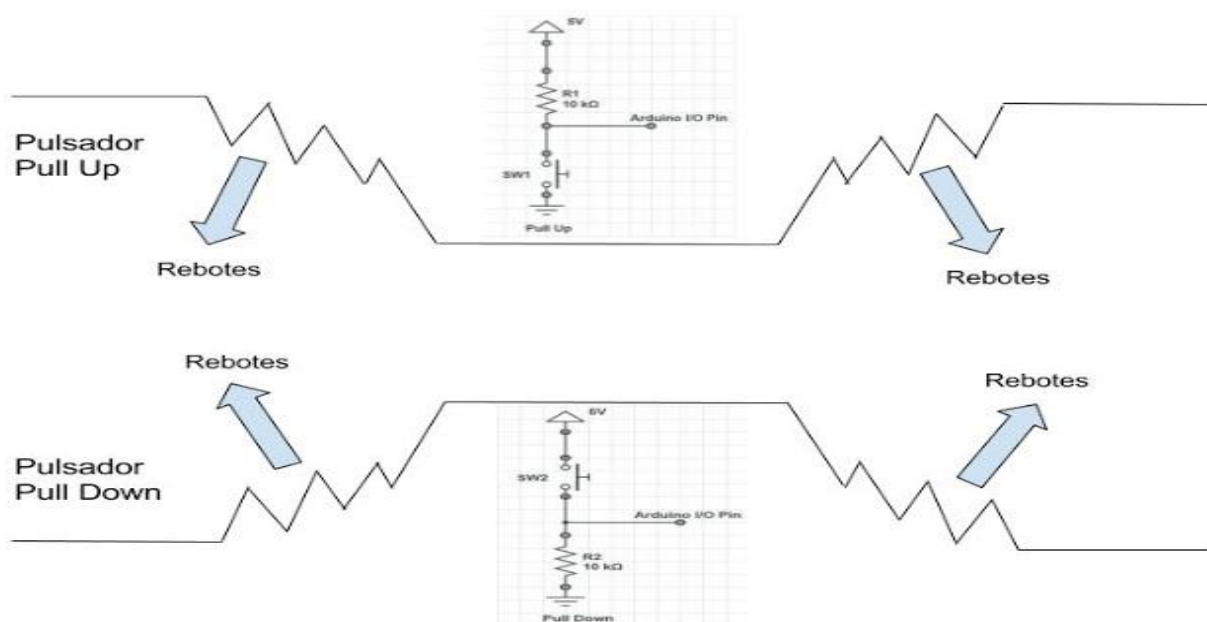 5V
R1
10 kΩ
Arduino I/O Pin
SW1
Pull Up
Pulsador
Pull Up
Rebotes
Rebotes
Rebotes
Rebotes
5V
SW2
Arduino I/O Pin
R2
10 kΩ
Pull Down
Pulsador
Pull Down